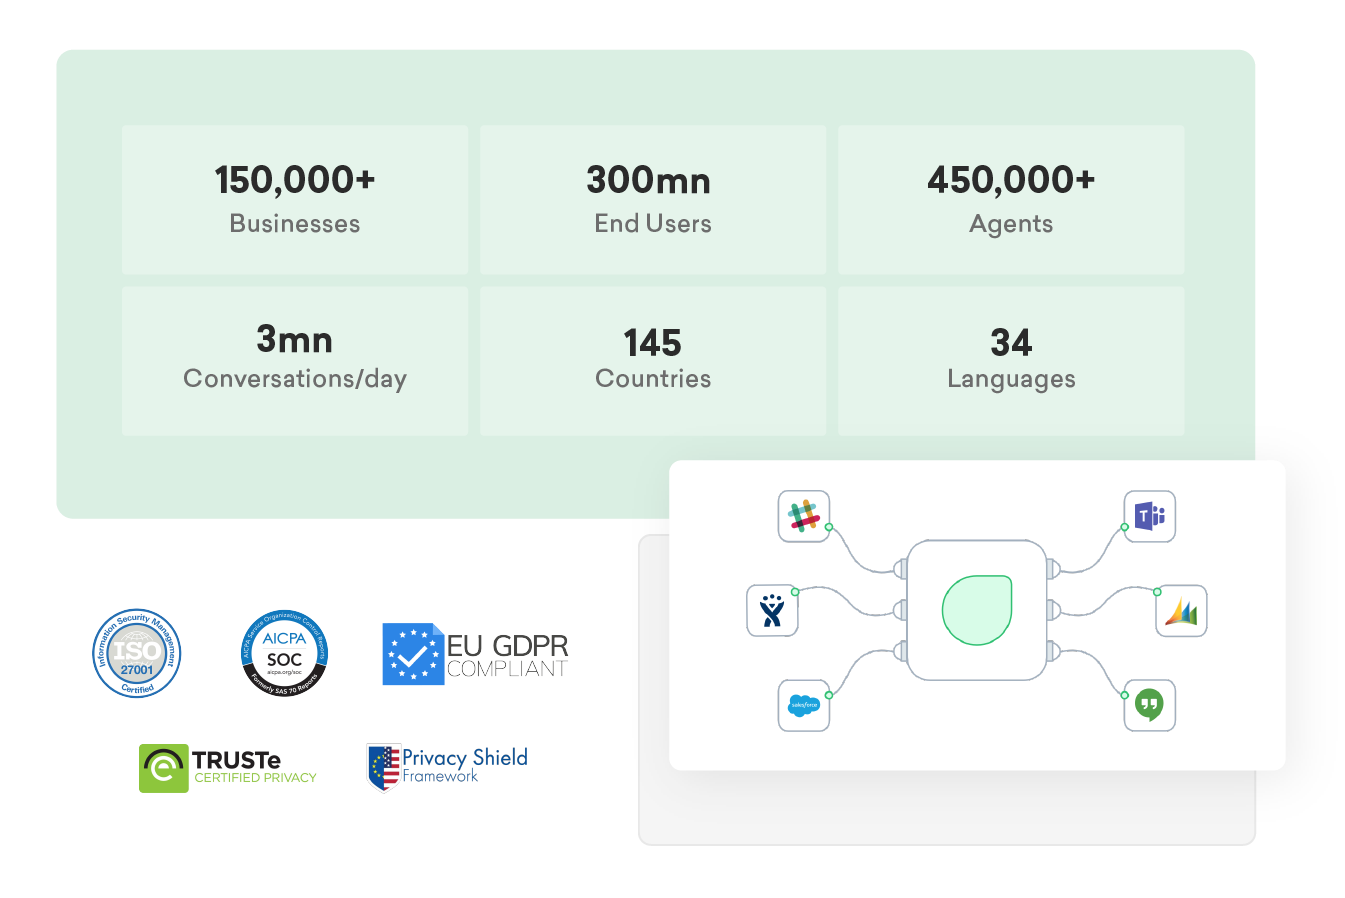 150,000+
Businesses
300mn
End Users
450,000+
Agents
3mn
Conversations/day
145
Countries
34
Languages
Information Security Management
ISO
27001
Certified
AICPA Service Organization Control Reports
AICPA
SOC
aicpa.org/soc
Formerly SAS 70 Reports
EU GDPR
COMPLIANT
TRUSTe
CERTIFIED PRIVACY
Privacy Shield
Framework
T
salesforce